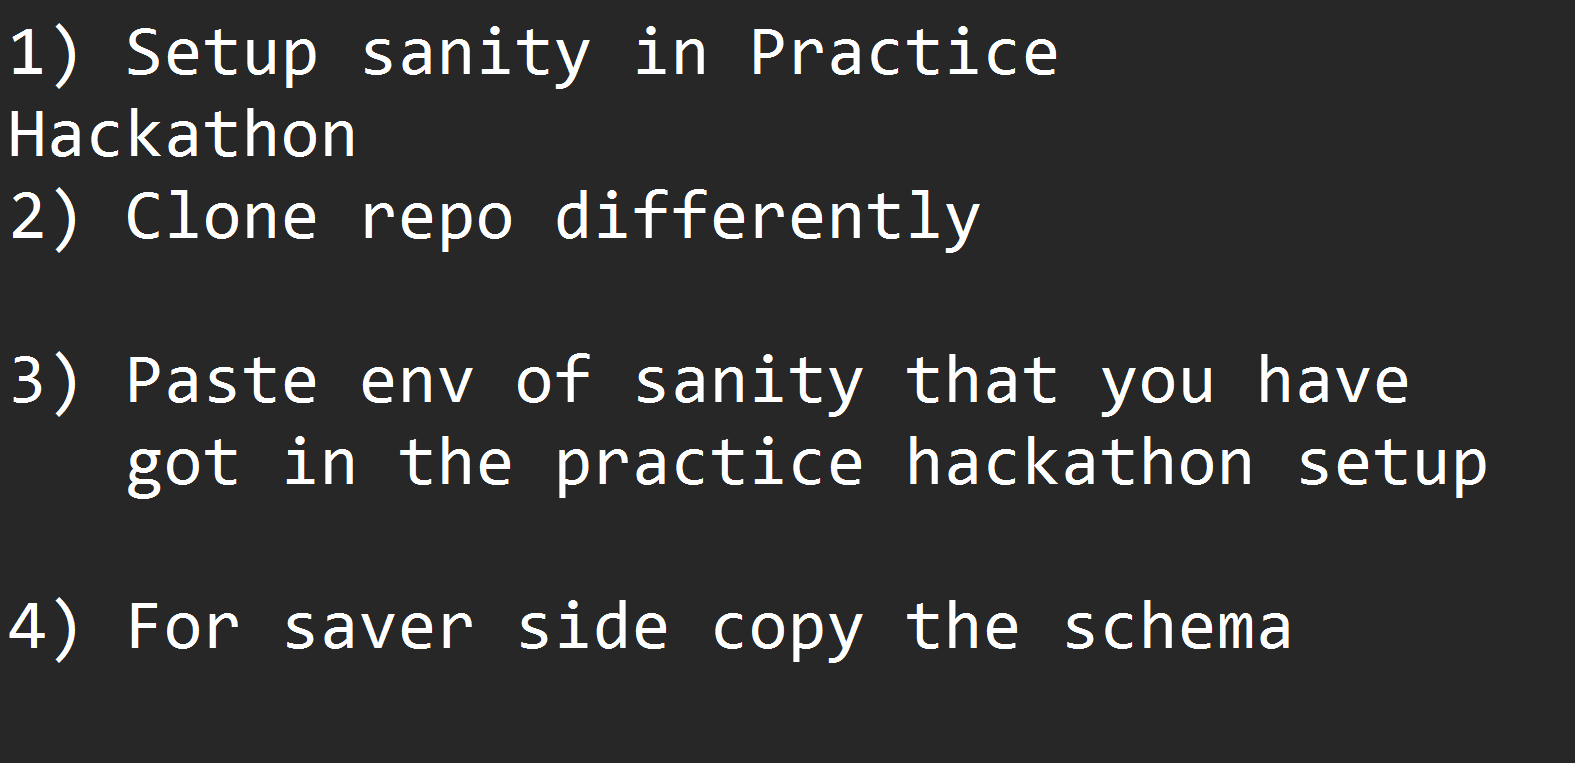 1) Setup sanity in Practice
Hackathon
2) Clone repo differently
3) Paste env of sanity that you have
got in the practice hackathon setup
4) For saver side copy the schema